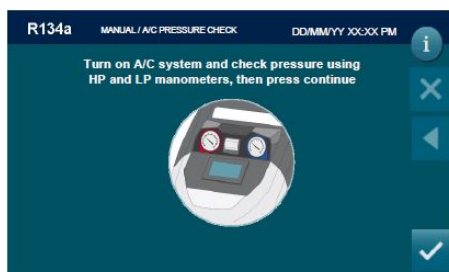 R134a MANUAL / A/C PRESSURE CHECK DD/MM/YY XX:XX PM
i
Turn on A/C system and check pressure using
HP and LP manometers, then press continue